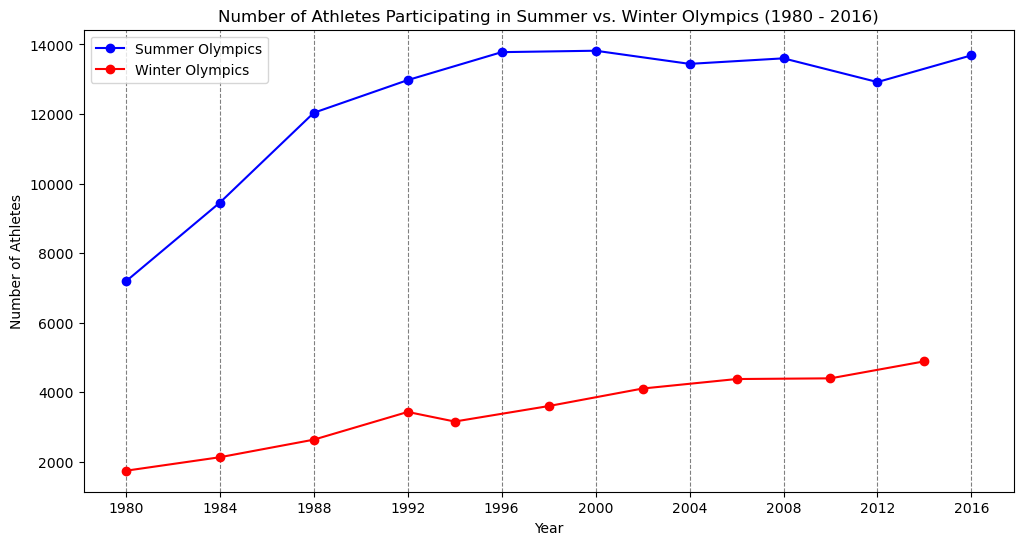 Number of Athletes Participating in Summer vs. Winter Olympics (1980 - 2016)
Summer Olympics
Winter Olympics
Number of Athletes
14000
12000
10000
8000
6000
4000
2000
1980 1984 1988 1992 1996 2000 2004 2008 2012 2016
Year